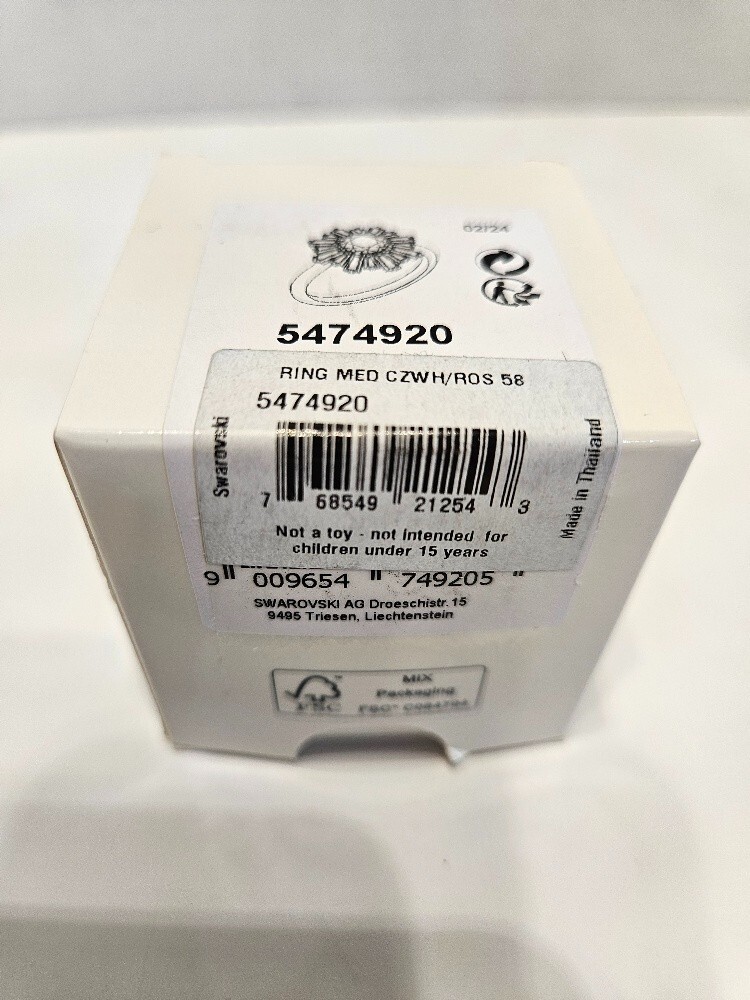 02/24
5474920
RING MED CZWH/ROS 58
5474920
Swarovski
Made in Thailand
7 68549 21254 3
Not a toy - not intended for
children under 15 years
9 009654 749205
SWAROVSKI AG Droeschistr. 15
9495 Triesen, Liechtenstein
FSC™
MIX
Packaging